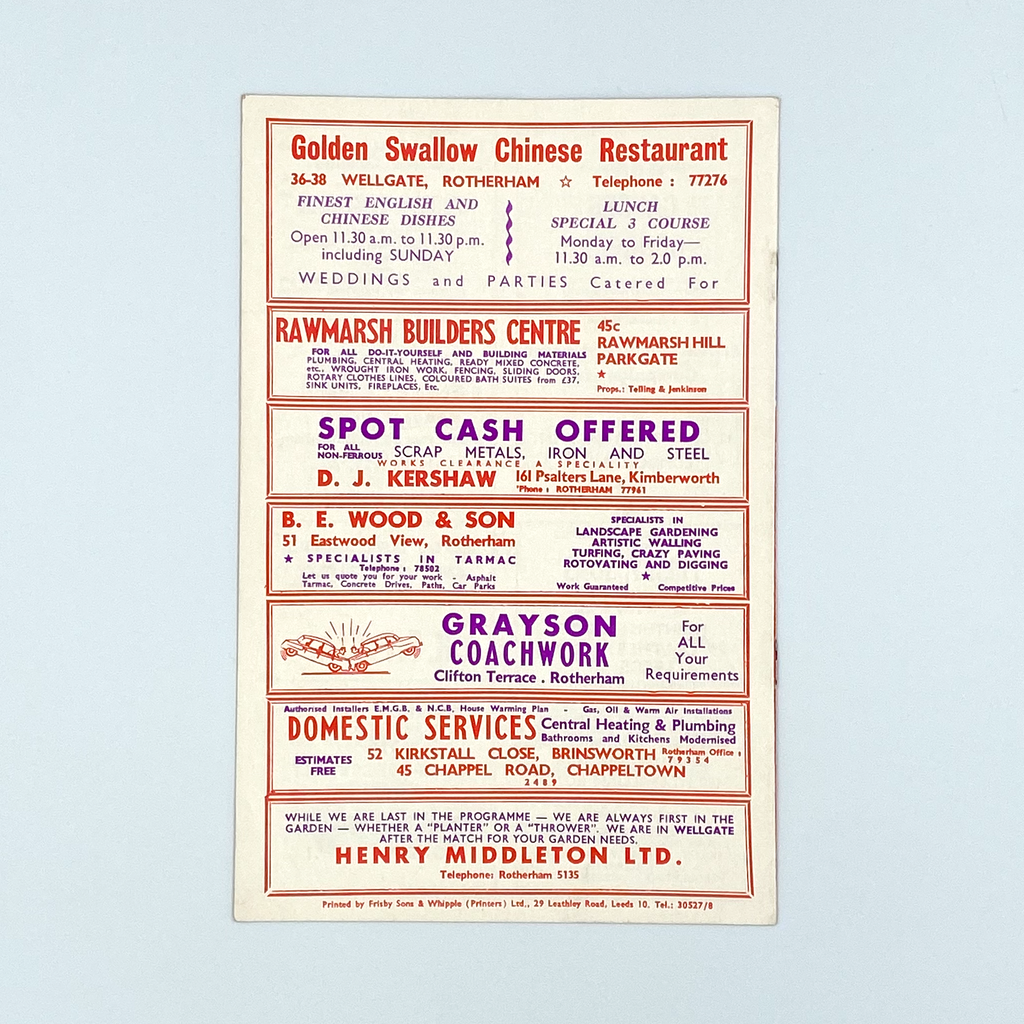 Golden Swallow Chinese Restaurant
36-38 WELLGATE, ROTHERHAM ☆ Telephone : 77276
FINEST ENGLISH AND
CHINESE DISHES
Open 11.30 a.m. to 11.30 p.m.
including SUNDAY
LUNCH
SPECIAL 3 COURSE
Monday to Friday—
11.30 a.m. to 2.0 p.m.
WEDDINGS and PARTIES Catered For
RAWMARSH BUILDERS CENTRE
FOR ALL DO-IT-YOURSELF AND BUILDING MATERIALS
PLUMBING, CENTRAL HEATING, READY MIXED CONCRETE,
etc., WROUGHT IRON WORK, FENCING, SLIDING DOORS,
ROTARY CLOTHES LINES, COLOURED BATH SUITES from £37,
SINK UNITS, FIREPLACES, Etc.
45c
RAWMARSH HILL
PARKGATE
★
Props.: Telling & Jenkinson
SPOT CASH OFFERED
FOR ALL
NON-FERROUS SCRAP METALS, IRON AND STEEL
WORKS CLEARANCE A SPECIALITY
D. J. KERSHAW 161 Psalters Lane, Kimberworth
'Phone : ROTHERHAM 77961
B. E. WOOD & SON
51 Eastwood View, Rotherham
★ SPECIALISTS IN TARMAC
Telephone : 78502
Let us quote you for your work - Asphalt
Tarmac, Concrete Drives, Paths, Car Parks
SPECIALISTS IN
LANDSCAPE GARDENING
ARTISTIC WALLING
TURFING, CRAZY PAVING
ROTOVATING AND DIGGING
★
Work Guaranteed Competitive Prices
GRAYSON
COACHWORK
Clifton Terrace . Rotherham
For
ALL
Your
Requirements
Authorised Installers E.M.G.B, & N.C.B, House Warming Plan - Gas, Oil & Warm Air Installations
DOMESTIC SERVICES Central Heating & Plumbing
Bathrooms and Kitchens Modernised
ESTIMATES
FREE
52 KIRKSTALL CLOSE, BRINSWORTH Rotherham Office :
79354
45 CHAPPEL ROAD, CHAPPELTOWN
2489
WHILE WE ARE LAST IN THE PROGRAMME — WE ARE ALWAYS FIRST IN THE
GARDEN — WHETHER A "PLANTER" OR A "THROWER". WE ARE IN WELLGATE
AFTER THE MATCH FOR YOUR GARDEN NEEDS.
HENRY MIDDLETON LTD.
Telephone: Rotherham 5135
Printed by Frisby Sons & Whipple (Printers) Ltd., 29 Leathley Road, Leeds 10. Tel.: 30527/8